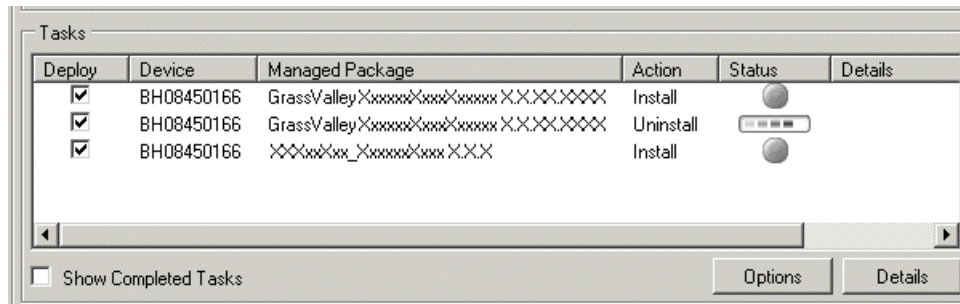 Tasks
Deploy Device Managed Package Action Status Details
BH08450166 GrassValleyXxxxxxXxxxXxxxxx X.X.XX.XXXX Install
BH08450166 GrassValleyXxxxxxXxxxXxxxxx X.X.XX.XXXX Uninstall
BH08450166 XXXxxXxx_XxxxxxXxxx X.X.X Install
Show Completed Tasks Options Details